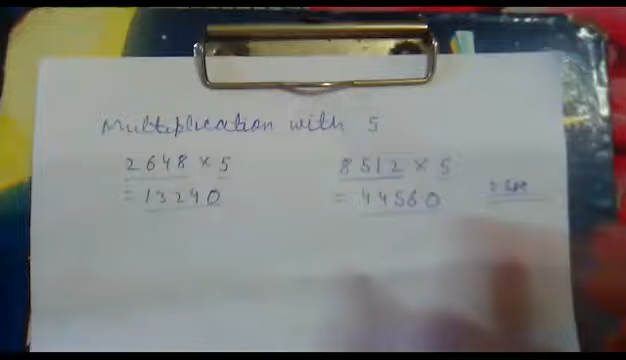 Multiplication with 5
2648 × 5
= 13240
8512 × 5
= 44560